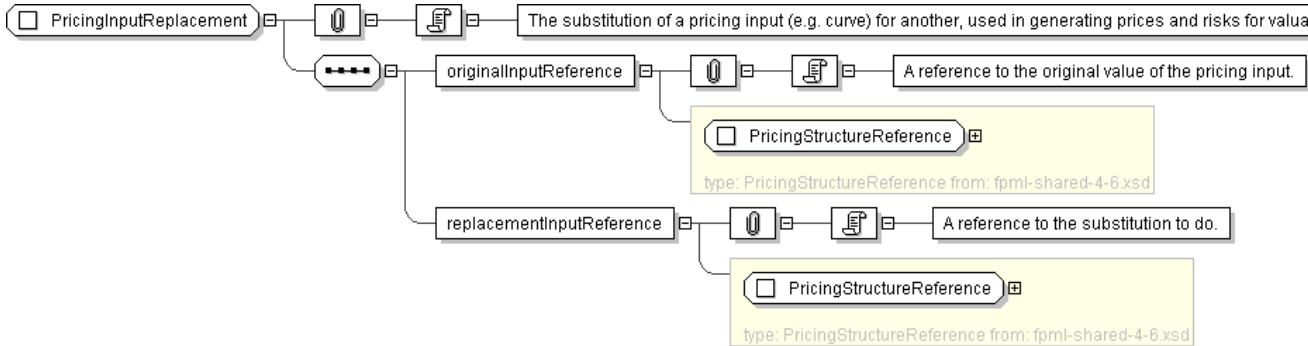 PricingInputReplacement
The substitution of a pricing input (e.g. curve) for another, used in generating prices and risks for
originalInputReference
A reference to the original value of the pricing input.
PricingStructureReference
type: PricingStructureReference from: fpml-shared-4-6.xsd
replacementInputReference
A reference to the substitution to do.
PricingStructureReference
type: PricingStructureReference from: fpml-shared-4-6.xsd